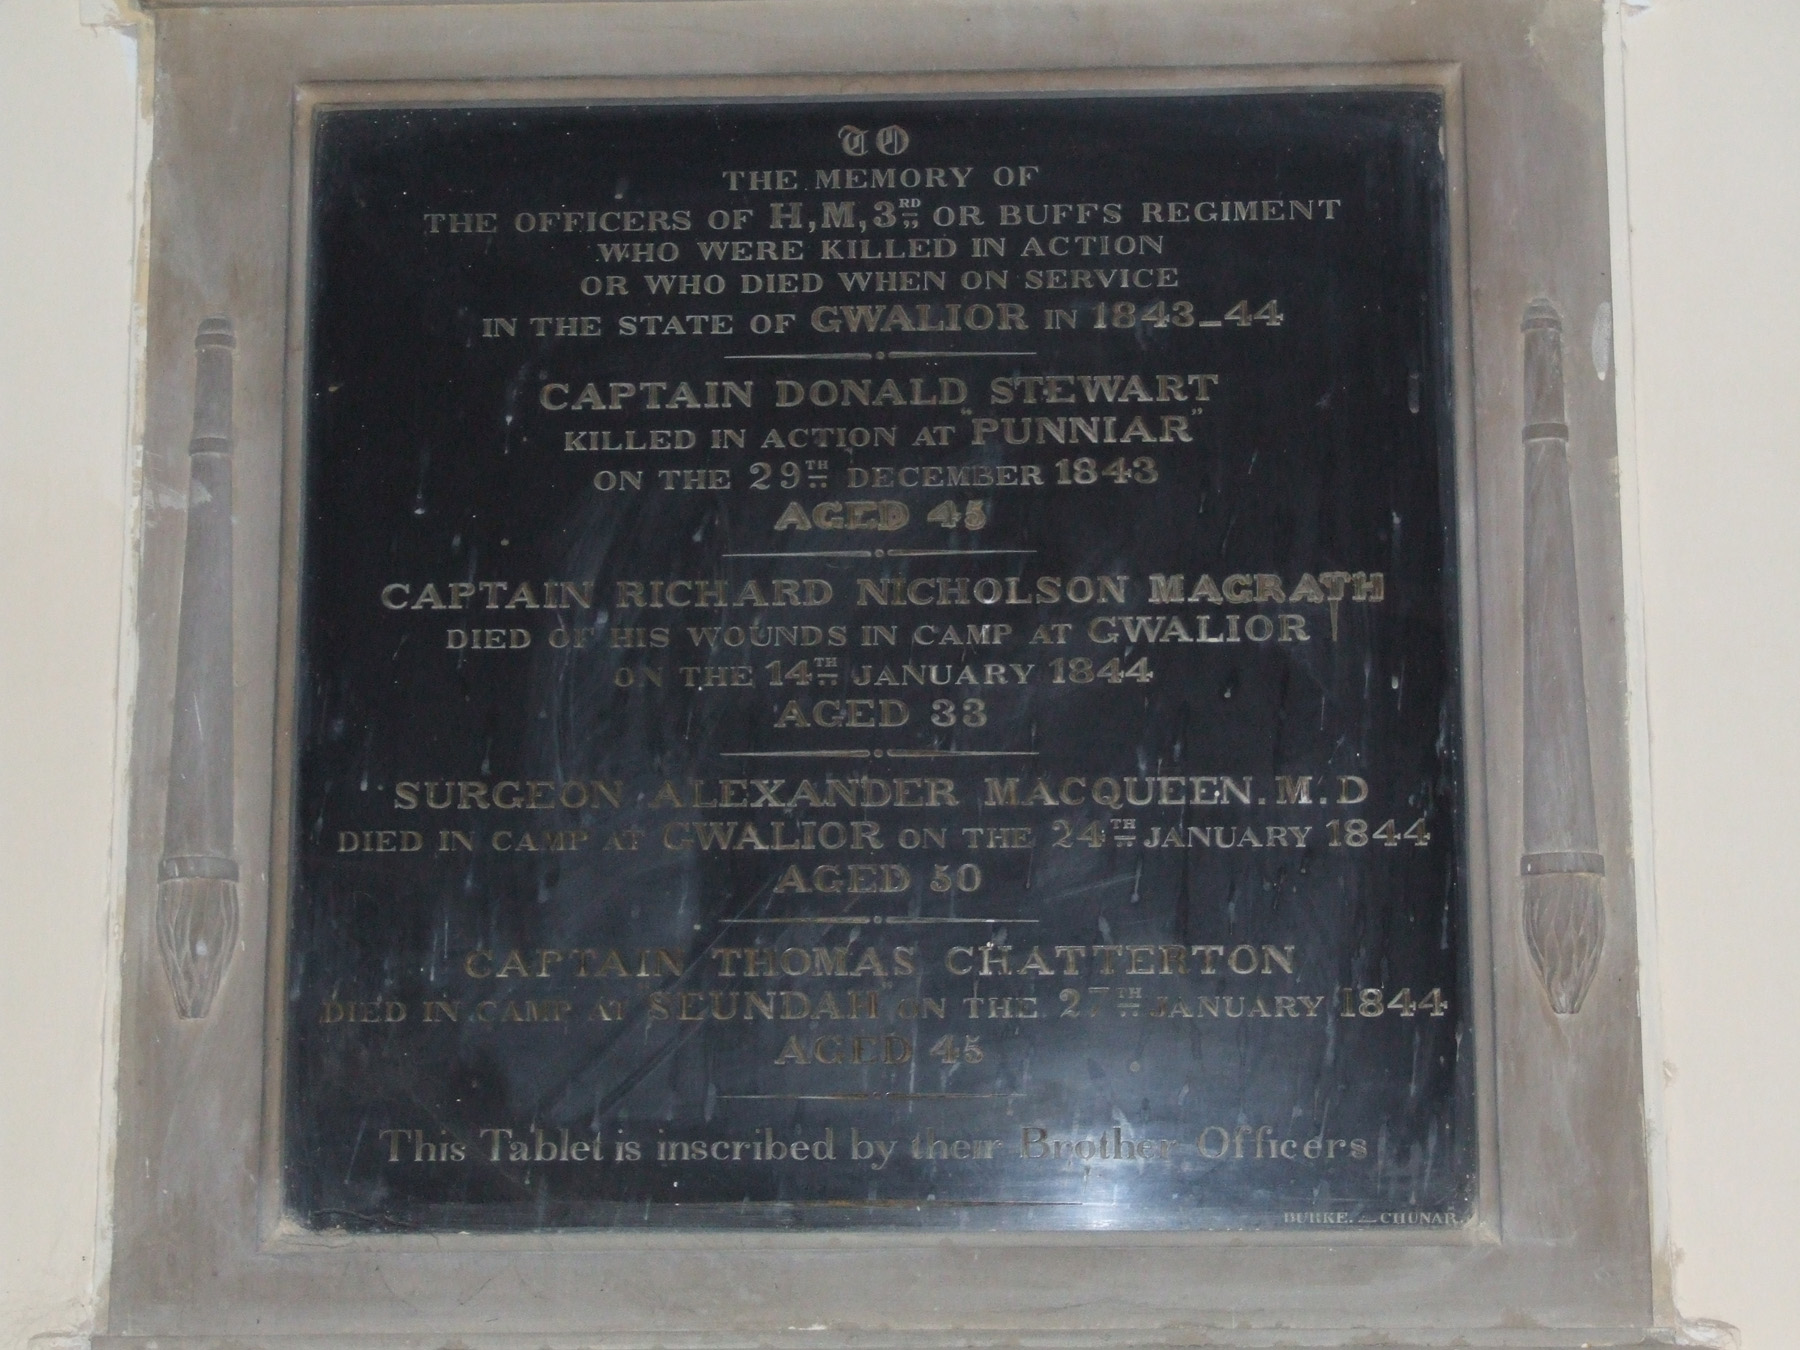 TO
THE MEMORY OF
THE OFFICERS OF H,M,3RD OR BUFFS REGIMENT
WHO WERE KILLED IN ACTION
OR WHO DIED WHEN ON SERVICE
IN THE STATE OF GWALIOR IN 1843-44
CAPTAIN DONALD STEWART
KILLED IN ACTION AT "PUNNIAR"
ON THE 29TH DECEMBER 1843
AGED 45
CAPTAIN RICHARD NICHOLSON MAGRATH
DIED OF HIS WOUNDS IN CAMP AT GWALIOR
ON THE 14TH JANUARY 1844
AGED 33
SURGEON ALEXANDER MACQUEEN.M.D
DIED IN CAMP AT GWALIOR ON THE 24TH JANUARY 1844
AGED 50
CAPTAIN THOMAS CHATTERTON
DIED IN CAMP AT "SEUNDAH" ON THE 27TH JANUARY 1844
AGED 45
This Tablet is inscribed by their Brother Officers
BURKE.—CHUNAR.